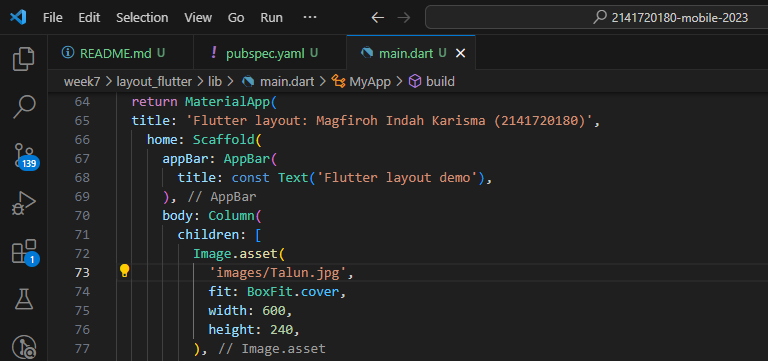 File Edit Selection View Go Run ··· ← → 2141720180-mobile-2023
README.md U ! pubspec.yaml U main.dart U ×
week7 > layout_flutter > lib > main.dart > MyApp > build
64 return MaterialApp(
65 title: 'Flutter layout: Magfiroh Indah Karisma (2141720180)',
66 home: Scaffold(
67 appBar: AppBar(
68 title: const Text('Flutter layout demo'),
69 ), // AppBar
70 body: Column(
71 children: [
72 Image.asset(
73 'images/Talun.jpg',
74 fit: BoxFit.cover,
75 width: 600,
76 height: 240,
77 ), // Image.asset
139
1